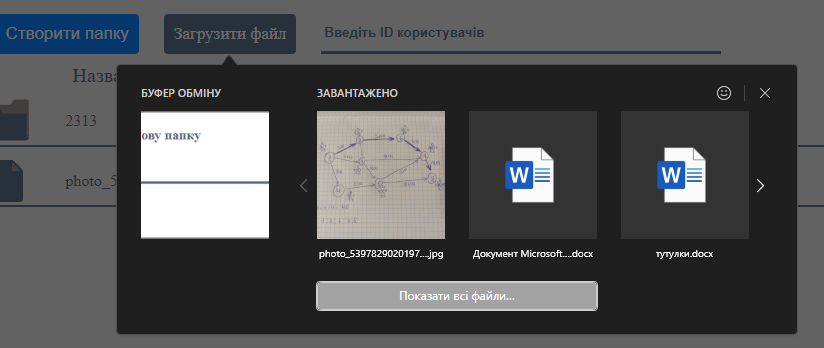 Створити папку
Загрузити файл
Введіть ID користувачів
Назва
2313
photo_5
БУФЕР ОБМІНУ
ЗАВАНТАЖЕНО
ову папку
W
W
photo_5397829020197....jpg
Документ Microsoft....docx
тутулки.docx
Показати всі файли...